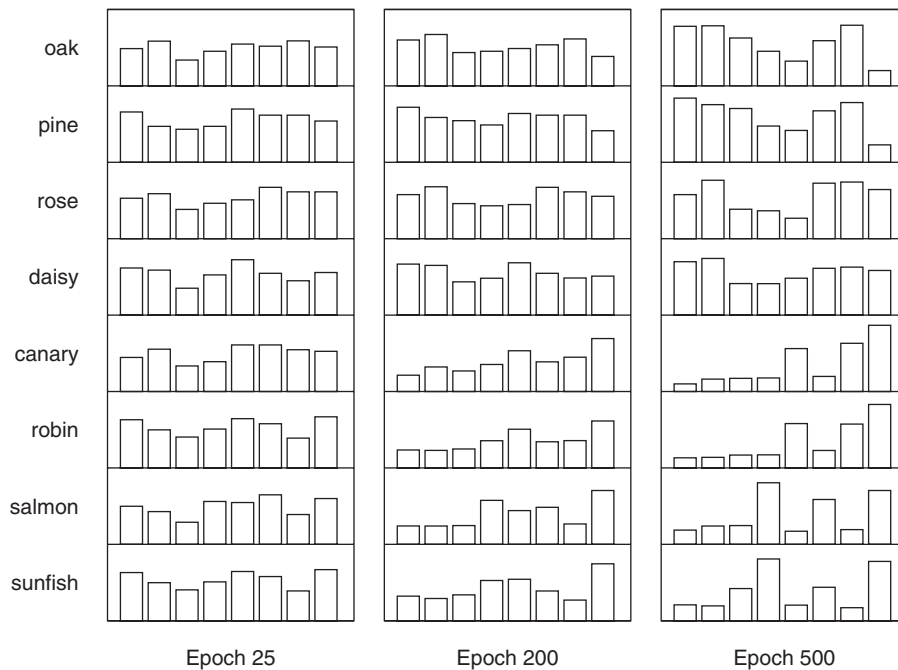 oak
pine
rose
daisy
canary
robin
salmon
sunfish
Epoch 25 Epoch 200 Epoch 500